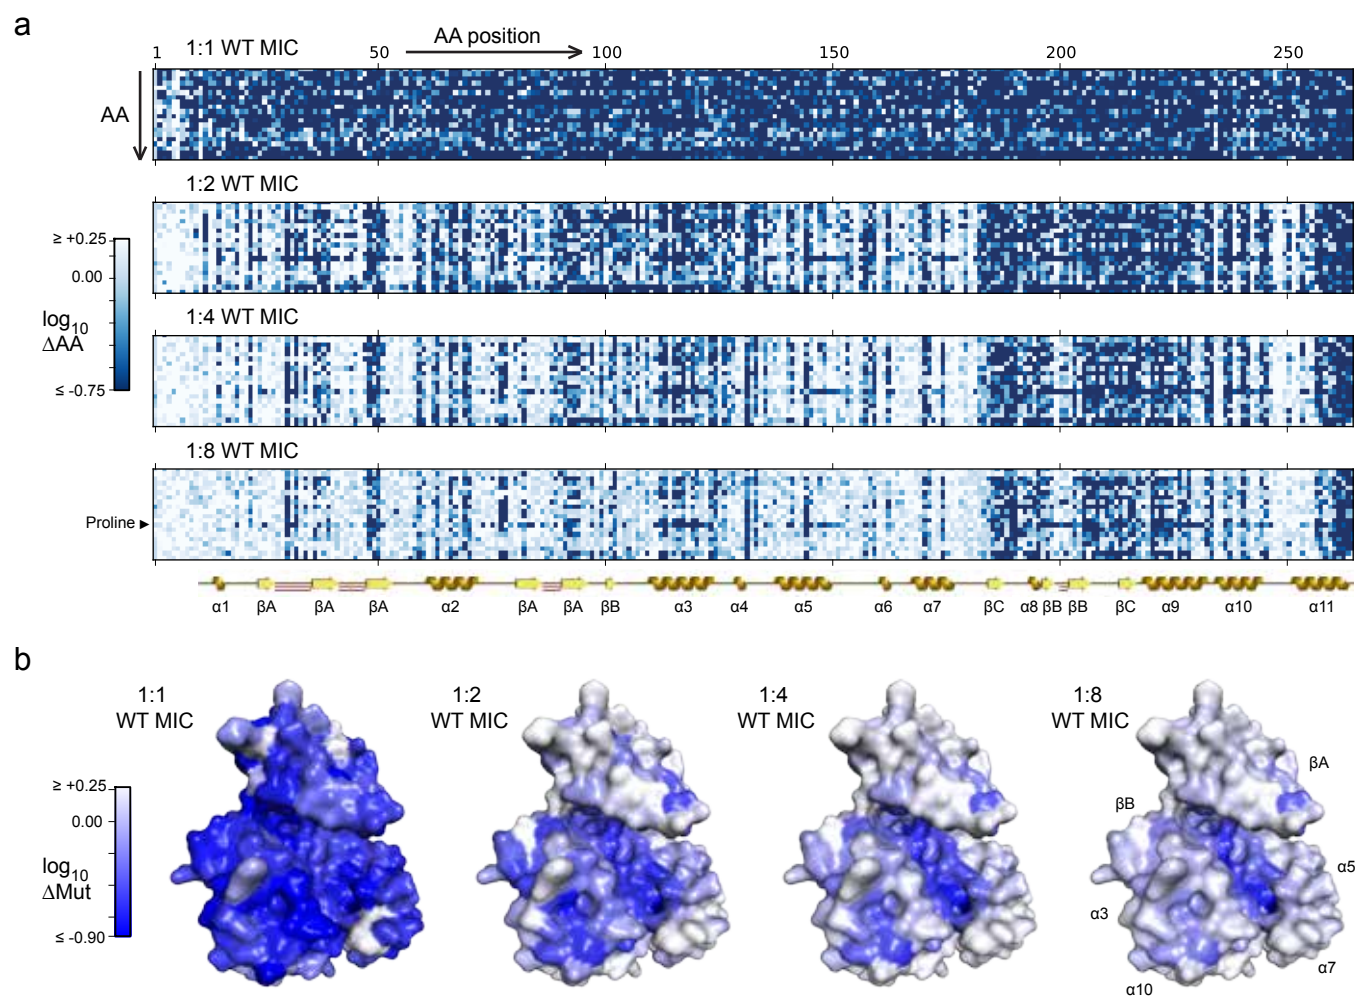 a
AA position
1:1 WT MIC
1 50 100 150 200 250
AA
1:2 WT MIC
≥ +0.25
0.00
log10
ΔAA
≤ -0.75
1:4 WT MIC
1:8 WT MIC
Proline
α1 βA βA βA α2 βA βA βB α3 α4 α5 α6 α7 βC α8 βB βB βC α9 α10 α11
b
1:1
WT MIC
1:2
WT MIC
1:4
WT MIC
1:8
WT MIC
≥ +0.25
0.00
log10
ΔMut
≤ -0.90
βA
βB
α5
α3
α7
α10